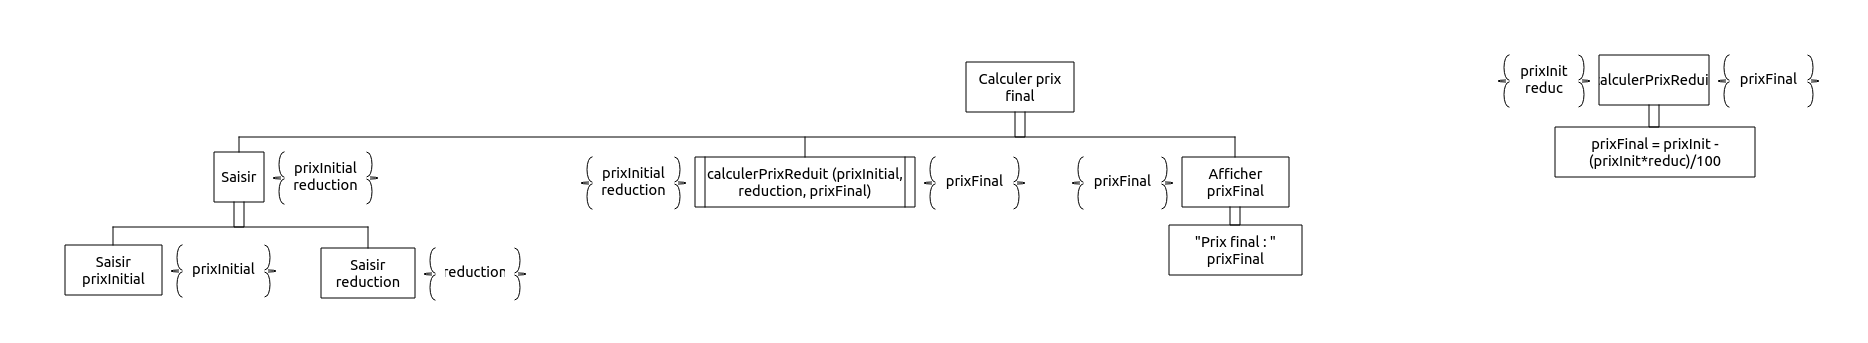 Calculer prix
final
Saisir
prixInitial
reduction
prixInitial
reduction
calculerPrixReduit (prixInitial,
reduction, prixFinal)
prixFinal
prixFinal
Afficher
prixFinal
Saisir
prixInitial
prixInitial
Saisir
reduction
reduction
"Prix final : "
prixFinal
prixInit
reduc
alculerPrixRedui
prixFinal
prixFinal = prixInit -
(prixInit*reduc)/100